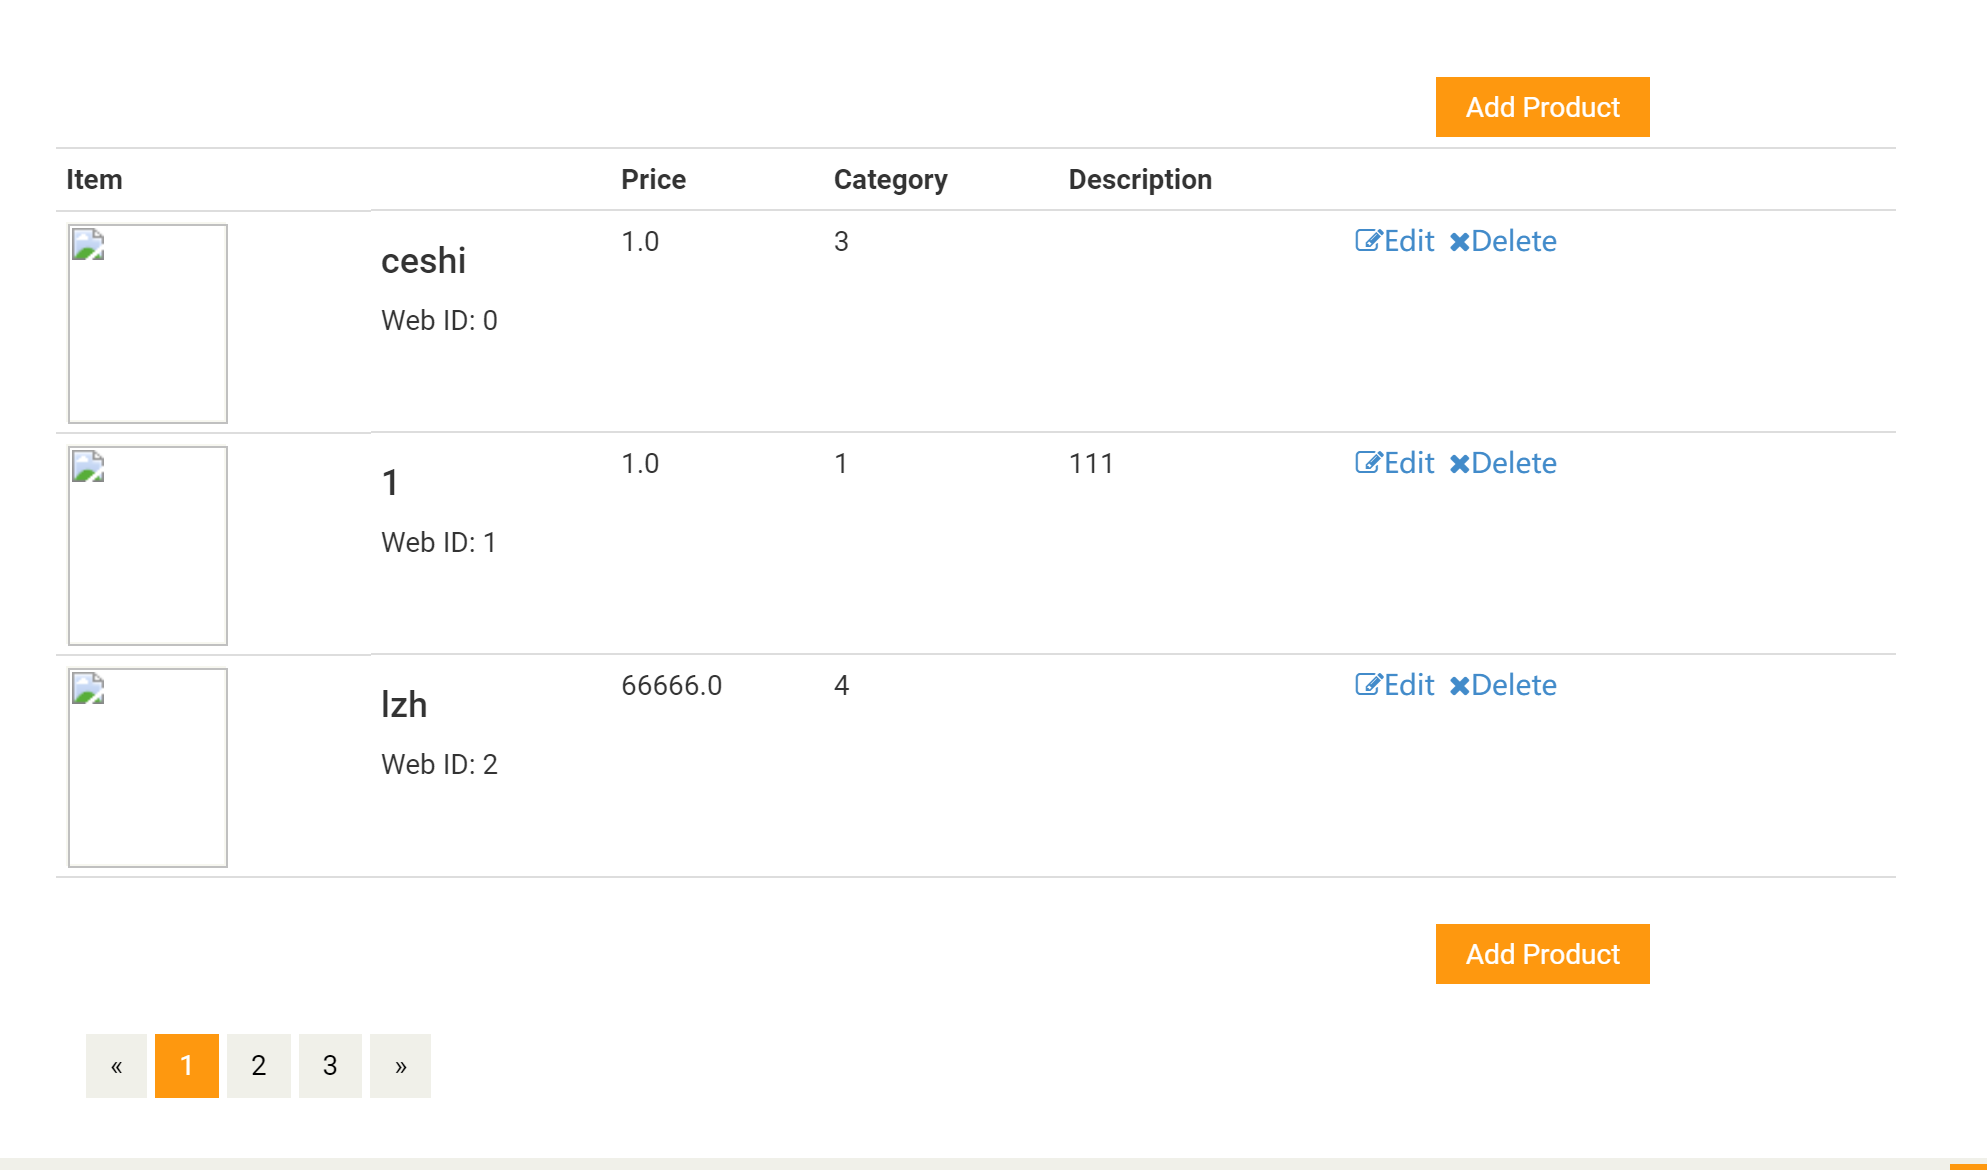 Add Product
Item Price Category Description
ceshi 1.0 3 Edit Delete
Web ID: 0
1 1.0 1 111 Edit Delete
Web ID: 1
lzh 66666.0 4 Edit Delete
Web ID: 2
Add Product
« 1 2 3 »